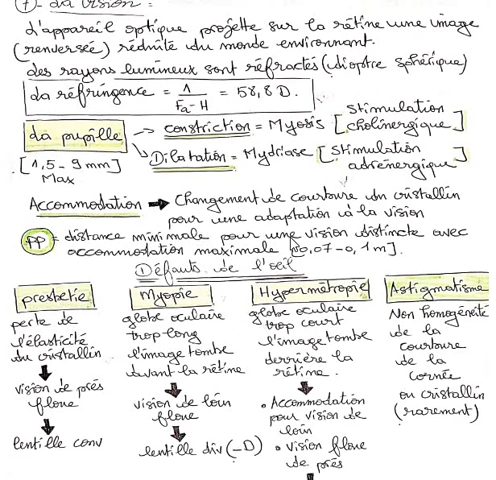 7- La vision :
L'appareil optique projette sur la rétine une image
(renversée) réduite du monde environnant.
des rayons lumineux sont réfractés (dioptre sphérique)
La réfringence = 1 / Fa-H = 58,8 D.
La pupille → constriction = Myosis [Stimulation cholinergique]
[1,5 - 9 mm] Max
↳ Dilatation = Mydriase [Stimulation adrénergique]
Accommodation → Changement de courbure du cristallin
pour une adaptation à la vision
PP = distance minimale pour une vision distincte avec
accommodation maximale [0,07-0,1 m].
Défauts de l'oeil
presbetie
perte de
l'élasticité
du cristallin
vision de prés
floue
lentille conv
Myopie
globe oculaire
trop long
l'image tombe
devant la rétine
vision de loin
floue
lentille div (-D)
Hypermétropie
globe oculaire
trop court
l'image tombe
derrière la
rétine.
• Accommodation
pour vision de
loin
• vision floue
de prés
Astigmatisme
Non homogénéité
de la
courbure
de la
cornée
ou cristallin
(rarement)